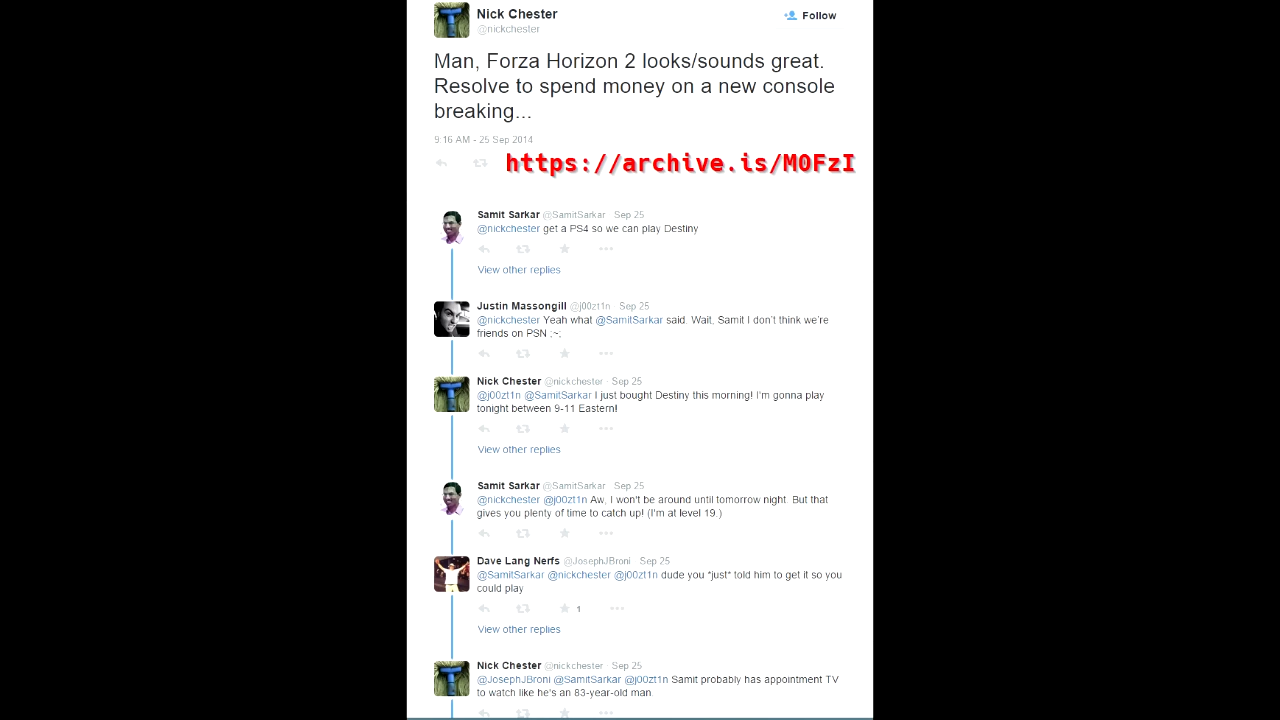 Nick Chester
@nickchester
Follow
Man, Forza Horizon 2 looks/sounds great.
Resolve to spend money on a new console
breaking...
9:16 AM - 25 Sep 2014
https://archive.is/M0FzI
Samit Sarkar @SamitSarkar · Sep 25
@nickchester get a PS4 so we can play Destiny
View other replies
Justin Massongill @j00zt1n · Sep 25
@nickchester Yeah what @SamitSarkar said. Wait, Samit I don't think we're
friends on PSN ;~;
Nick Chester @nickchester · Sep 25
@j00zt1n @SamitSarkar I just bought Destiny this morning! I'm gonna play
tonight between 9-11 Eastern!
View other replies
Samit Sarkar @SamitSarkar · Sep 25
@nickchester @j00zt1n Aw, I won't be around until tomorrow night. But that
gives you plenty of time to catch up! (I'm at level 19.)
Dave Lang Nerfs @JosephJBroni · Sep 25
@SamitSarkar @nickchester @j00zt1n dude you *just* told him to get it so you
could play
1
View other replies
Nick Chester @nickchester · Sep 25
@JosephJBroni @SamitSarkar @j00zt1n Samit probably has appointment TV
to watch like he's an 83-year-old man.